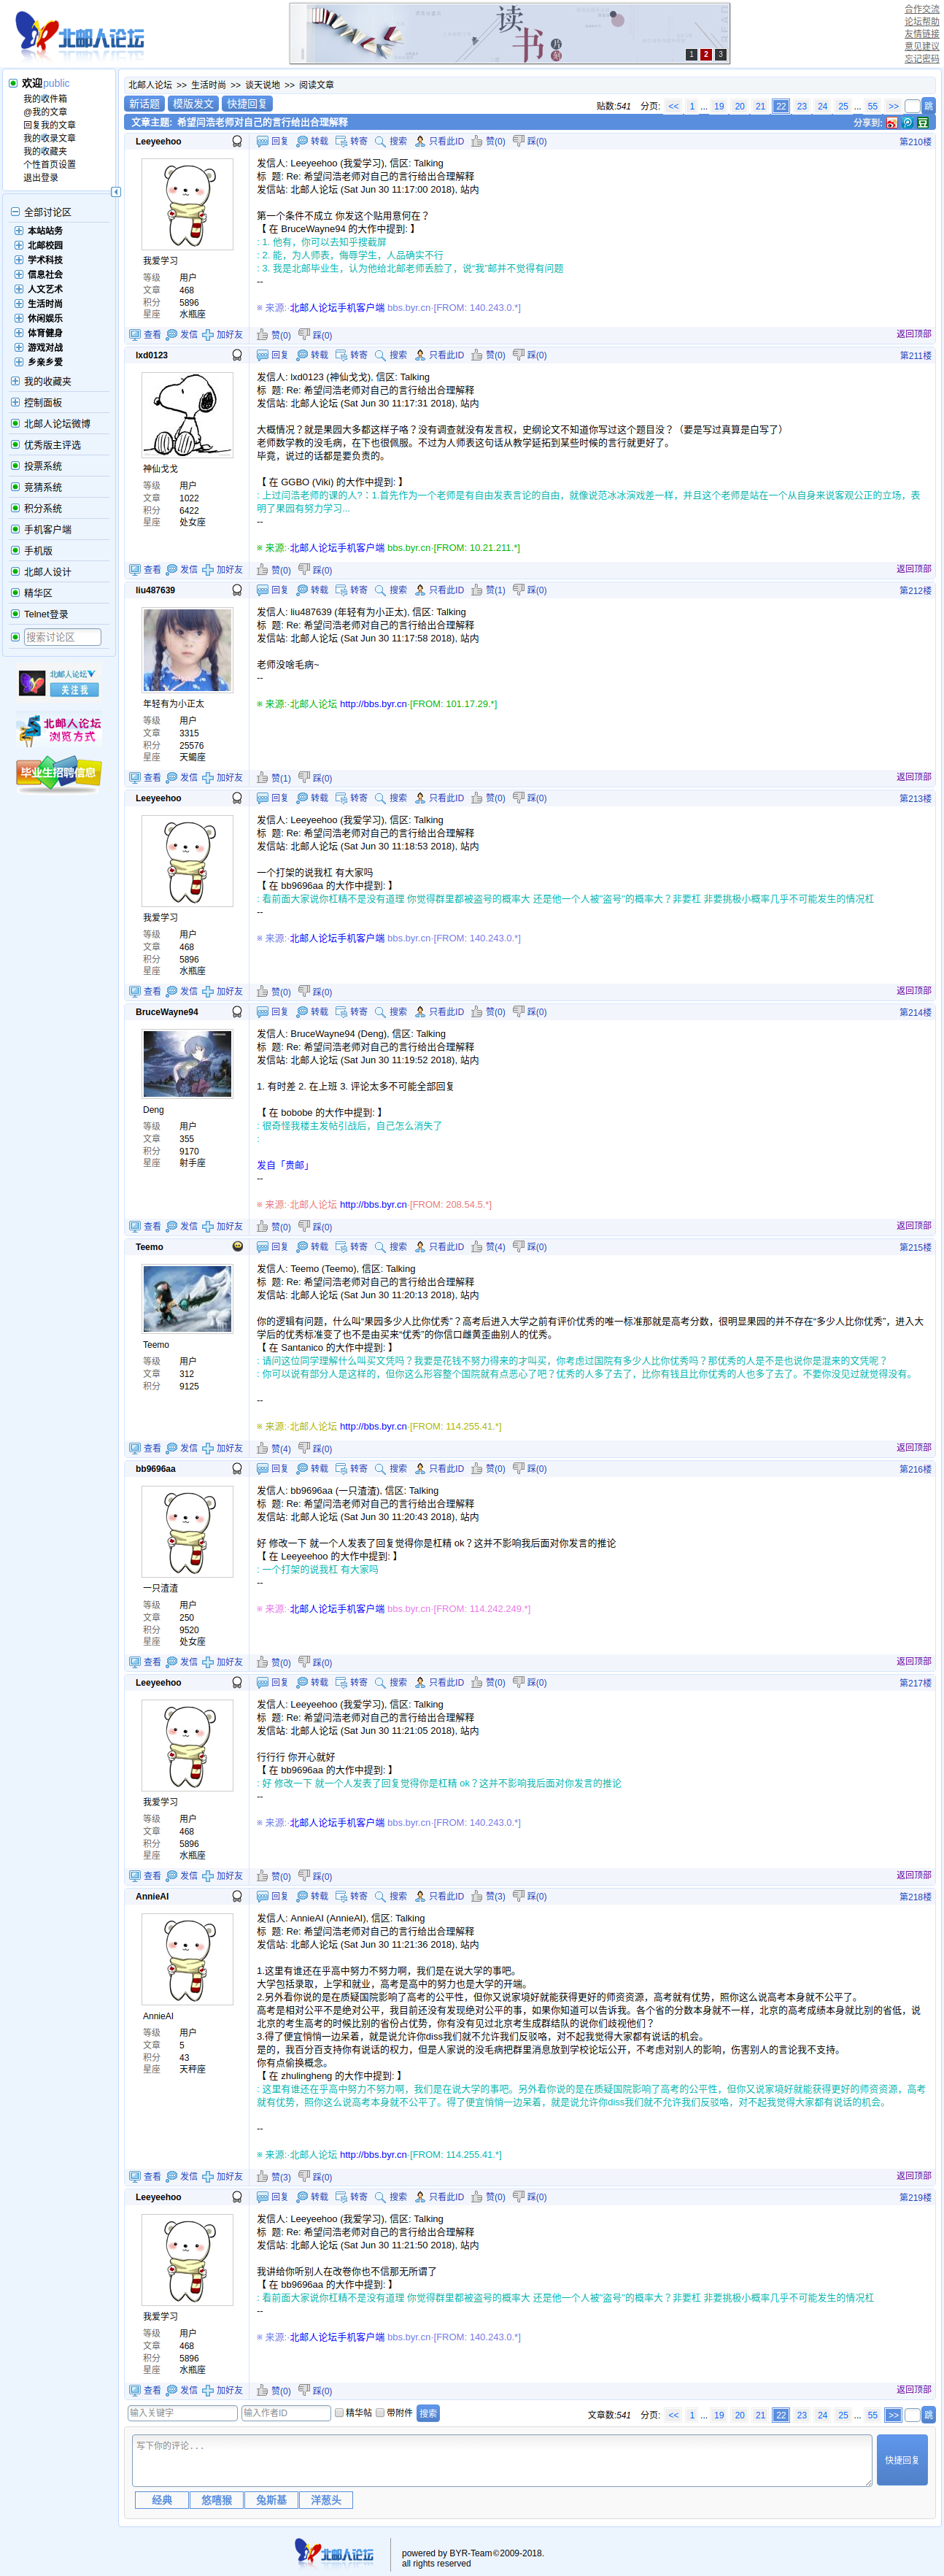 北邮人论坛
读书
片会
1 2 3
合作交流
论坛帮助
友情链接
意见建议
忘记密码
欢迎public
我的收件箱
@我的文章
回复我的文章
我的收录文章
我的收藏夹
个性首页设置
退出登录
全部讨论区
本站站务
北邮校园
学术科技
信息社会
人文艺术
生活时尚
休闲娱乐
体育健身
游戏对战
乡亲乡爱
我的收藏夹
控制面板
北邮人论坛微博
优秀版主评选
投票系统
竞猜系统
积分系统
手机客户端
手机版
北邮人设计
精华区
Telnet登录
搜索讨论区
北邮人论坛
关注我
北邮人论坛
浏览方式
毕业生招聘信息
北邮人论坛 >> 生活时尚 >> 谈天说地 >> 阅读文章
新话题 模版发文 快捷回复
贴数:541 分页: << 1 ... 19 20 21 22 23 24 25 ... 55 >> 跳
文章主题: 希望闫浩老师对自己的言行给出合理解释
分享到:
Leeyeehoo
回复 转载 转寄 搜索 只看此ID 赞(0) 踩(0)
第210楼
我爱学习
等级 用户
文章 468
积分 5896
星座 水瓶座
发信人: Leeyeehoo (我爱学习), 信区: Talking
标 题: Re: 希望闫浩老师对自己的言行给出合理解释
发信站: 北邮人论坛 (Sat Jun 30 11:17:00 2018), 站内
第一个条件不成立 你发这个贴用意何在？
【 在 BruceWayne94 的大作中提到: 】
: 1. 他有，你可以去知乎搜截屏
: 2. 能，为人师表，侮辱学生，人品确实不行
: 3. 我是北邮毕业生，认为他给北邮老师丢脸了，说“我”邮并不觉得有问题
--
※ 来源:·北邮人论坛手机客户端 bbs.byr.cn·[FROM: 140.243.0.*]
查看 发信 加好友
赞(0) 踩(0)
返回顶部
lxd0123
回复 转载 转寄 搜索 只看此ID 赞(0) 踩(0)
第211楼
神仙戈戈
等级 用户
文章 1022
积分 6422
星座 处女座
发信人: lxd0123 (神仙戈戈), 信区: Talking
标 题: Re: 希望闫浩老师对自己的言行给出合理解释
发信站: 北邮人论坛 (Sat Jun 30 11:17:31 2018), 站内
大概情况？就是果园大多都这样子咯？没有调查就没有发言权，史纲论文不知道你写过这个题目没？（要是写过真算是白写了）
老师数学教的没毛病，在下也很佩服。不过为人师表这句话从教学延拓到某些时候的言行就更好了。
毕竟，说过的话都是要负责的。
【 在 GGBO (Viki) 的大作中提到: 】
: 上过闫浩老师的课的人?：1.首先作为一个老师是有自由发表言论的自由，就像说范冰冰演戏差一样，并且这个老师是站在一个从自身来说客观公正的立场，表明了果园有努力学习...
--
※ 来源:·北邮人论坛手机客户端 bbs.byr.cn·[FROM: 10.21.211.*]
查看 发信 加好友
赞(0) 踩(0)
返回顶部
liu487639
回复 转载 转寄 搜索 只看此ID 赞(1) 踩(0)
第212楼
年轻有为小正太
等级 用户
文章 3315
积分 25576
星座 天蝎座
发信人: liu487639 (年轻有为小正太), 信区: Talking
标 题: Re: 希望闫浩老师对自己的言行给出合理解释
发信站: 北邮人论坛 (Sat Jun 30 11:17:58 2018), 站内
老师没啥毛病~
--
※ 来源:·北邮人论坛 http://bbs.byr.cn·[FROM: 101.17.29.*]
查看 发信 加好友
赞(1) 踩(0)
返回顶部
Leeyeehoo
回复 转载 转寄 搜索 只看此ID 赞(0) 踩(0)
第213楼
我爱学习
等级 用户
文章 468
积分 5896
星座 水瓶座
发信人: Leeyeehoo (我爱学习), 信区: Talking
标 题: Re: 希望闫浩老师对自己的言行给出合理解释
发信站: 北邮人论坛 (Sat Jun 30 11:18:53 2018), 站内
一个打架的说我杠 有大家吗
【 在 bb9696aa 的大作中提到: 】
: 看前面大家说你杠精不是没有道理 你觉得群里都被盗号的概率大 还是他一个人被"盗号"的概率大？非要杠 非要挑极小概率几乎不可能发生的情况杠
--
※ 来源:·北邮人论坛手机客户端 bbs.byr.cn·[FROM: 140.243.0.*]
查看 发信 加好友
赞(0) 踩(0)
返回顶部
BruceWayne94
回复 转载 转寄 搜索 只看此ID 赞(0) 踩(0)
第214楼
Deng
等级 用户
文章 355
积分 9170
星座 射手座
发信人: BruceWayne94 (Deng), 信区: Talking
标 题: Re: 希望闫浩老师对自己的言行给出合理解释
发信站: 北邮人论坛 (Sat Jun 30 11:19:52 2018), 站内
1. 有时差 2. 在上班 3. 评论太多不可能全部回复
【 在 bobobe 的大作中提到: 】
: 很奇怪我楼主发帖引战后，自己怎么消失了
:
发自「贵邮」
--
※ 来源:·北邮人论坛 http://bbs.byr.cn·[FROM: 208.54.5.*]
查看 发信 加好友
赞(0) 踩(0)
返回顶部
Teemo
回复 转载 转寄 搜索 只看此ID 赞(4) 踩(0)
第215楼
Teemo
等级 用户
文章 312
积分 9125
发信人: Teemo (Teemo), 信区: Talking
标 题: Re: 希望闫浩老师对自己的言行给出合理解释
发信站: 北邮人论坛 (Sat Jun 30 11:20:13 2018), 站内
你的逻辑有问题，什么叫“果园多少人比你优秀”？高考后进入大学之前有评价优秀的唯一标准那就是高考分数，很明显果园的并不存在“多少人比你优秀”，进入大学后的优秀标准变了也不是由买来“优秀”的你信口雌黄歪曲别人的优秀。
【 在 Santanico 的大作中提到: 】
: 请问这位同学理解什么叫买文凭吗？我要是花钱不努力得来的才叫买，你考虑过国院有多少人比你优秀吗？那优秀的人是不是也说你是混来的文凭呢？
: 你可以说有部分人是这样的，但你这么形容整个国院就有点恶心了吧？优秀的人多了去了，比你有钱且比你优秀的人也多了去了。不要你没见过就觉得没有。
--
※ 来源:·北邮人论坛 http://bbs.byr.cn·[FROM: 114.255.41.*]
查看 发信 加好友
赞(4) 踩(0)
返回顶部
bb9696aa
回复 转载 转寄 搜索 只看此ID 赞(0) 踩(0)
第216楼
一只渣渣
等级 用户
文章 250
积分 9520
星座 处女座
发信人: bb9696aa (一只渣渣), 信区: Talking
标 题: Re: 希望闫浩老师对自己的言行给出合理解释
发信站: 北邮人论坛 (Sat Jun 30 11:20:43 2018), 站内
好 修改一下 就一个人发表了回复觉得你是杠精 ok？这并不影响我后面对你发言的推论
【 在 Leeyeehoo 的大作中提到: 】
: 一个打架的说我杠 有大家吗
--
※ 来源:·北邮人论坛手机客户端 bbs.byr.cn·[FROM: 114.242.249.*]
查看 发信 加好友
赞(0) 踩(0)
返回顶部
Leeyeehoo
回复 转载 转寄 搜索 只看此ID 赞(0) 踩(0)
第217楼
我爱学习
等级 用户
文章 468
积分 5896
星座 水瓶座
发信人: Leeyeehoo (我爱学习), 信区: Talking
标 题: Re: 希望闫浩老师对自己的言行给出合理解释
发信站: 北邮人论坛 (Sat Jun 30 11:21:05 2018), 站内
行行行 你开心就好
【 在 bb9696aa 的大作中提到: 】
: 好 修改一下 就一个人发表了回复觉得你是杠精 ok？这并不影响我后面对你发言的推论
--
※ 来源:·北邮人论坛手机客户端 bbs.byr.cn·[FROM: 140.243.0.*]
查看 发信 加好友
赞(0) 踩(0)
返回顶部
AnnieAI
回复 转载 转寄 搜索 只看此ID 赞(3) 踩(0)
第218楼
AnnieAI
等级 用户
文章 5
积分 43
星座 天秤座
发信人: AnnieAI (AnnieAI), 信区: Talking
标 题: Re: 希望闫浩老师对自己的言行给出合理解释
发信站: 北邮人论坛 (Sat Jun 30 11:21:36 2018), 站内
1.这里有谁还在乎高中努力不努力啊，我们是在说大学的事吧。
大学包括录取，上学和就业，高考是高中的努力也是大学的开端。
2.另外看你说的是在质疑国院影响了高考的公平性，但你又说家境好就能获得更好的师资资源，高考就有优势，照你这么说高考本身就不公平了。
高考是相对公平不是绝对公平，我目前还没有发现绝对公平的事，如果你知道可以告诉我。各个省的分数本身就不一样，北京的高考成绩本身就比别的省低，说北京的考生高考的时候比别的省份占优势，你有没有见过北京考生成群结队的说你们歧视他们？
3.得了便宜悄悄一边呆着，就是说允许你diss我们就不允许我们反驳咯，对不起我觉得大家都有说话的机会。
是的，我百分百支持你有说话的权力，但是人家说的没毛病把群里消息放到学校论坛公开，不考虑对别人的影响，伤害别人的言论我不支持。
你有点偷换概念。
【 在 zhulingheng 的大作中提到: 】
: 这里有谁还在乎高中努力不努力啊，我们是在说大学的事吧。另外看你说的是在质疑国院影响了高考的公平性，但你又说家境好就能获得更好的师资资源，高考就有优势，照你这么说高考本身就不公平了。得了便宜悄悄一边呆着，就是说允许你diss我们就不允许我们反驳咯，对不起我觉得大家都有说话的机会。
--
※ 来源:·北邮人论坛 http://bbs.byr.cn·[FROM: 114.255.41.*]
查看 发信 加好友
赞(3) 踩(0)
返回顶部
Leeyeehoo
回复 转载 转寄 搜索 只看此ID 赞(0) 踩(0)
第219楼
我爱学习
等级 用户
文章 468
积分 5896
星座 水瓶座
发信人: Leeyeehoo (我爱学习), 信区: Talking
标 题: Re: 希望闫浩老师对自己的言行给出合理解释
发信站: 北邮人论坛 (Sat Jun 30 11:21:50 2018), 站内
我讲给你听别人在改卷你也不信那无所谓了
【 在 bb9696aa 的大作中提到: 】
: 看前面大家说你杠精不是没有道理 你觉得群里都被盗号的概率大 还是他一个人被"盗号"的概率大？非要杠 非要挑极小概率几乎不可能发生的情况杠
--
※ 来源:·北邮人论坛手机客户端 bbs.byr.cn·[FROM: 140.243.0.*]
查看 发信 加好友
赞(0) 踩(0)
返回顶部
输入关键字 输入作者ID 精华帖 带附件 搜索
文章数:541 分页: << 1 ... 19 20 21 22 23 24 25 ... 55 >> 跳
写下你的评论...
快捷回复
经典 悠嘻猴 兔斯基 洋葱头
北邮人论坛
powered by BYR-Team©2009-2018.
all rights reserved